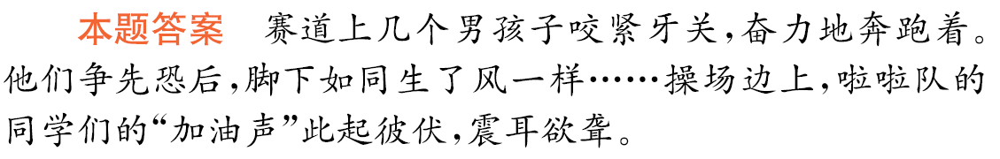 本题答案 赛道上几个男孩子咬紧牙关,奋力地奔跑着。
他们争先恐后,脚下如同生了风一样……操场边上,啦啦队的
同学们的“加油声”此起彼伏,震耳欲聋。